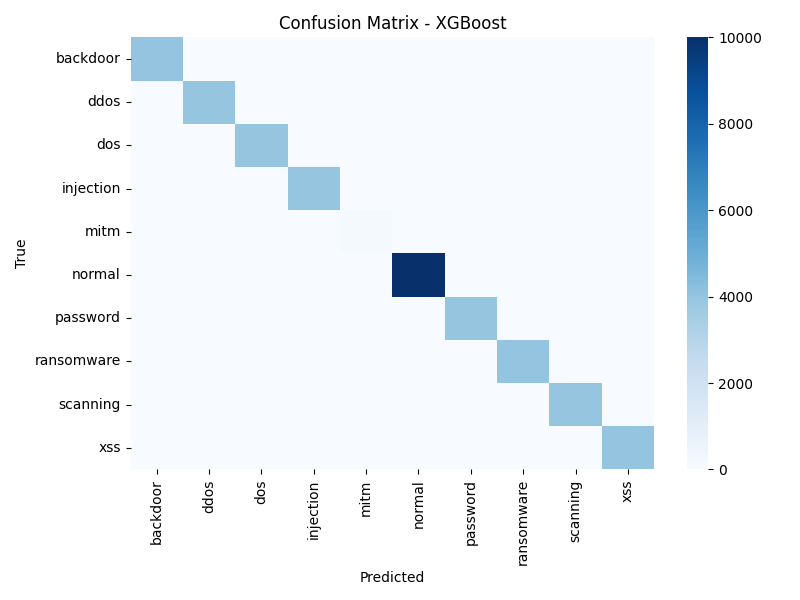 Confusion Matrix - XGBoost
True
backdoor
ddos
dos
injection
mitm
normal
password
ransomware
scanning
xss
backdoor
ddos
dos
injection
mitm
normal
password
ransomware
scanning
xss
Predicted
10000
8000
6000
4000
2000
0